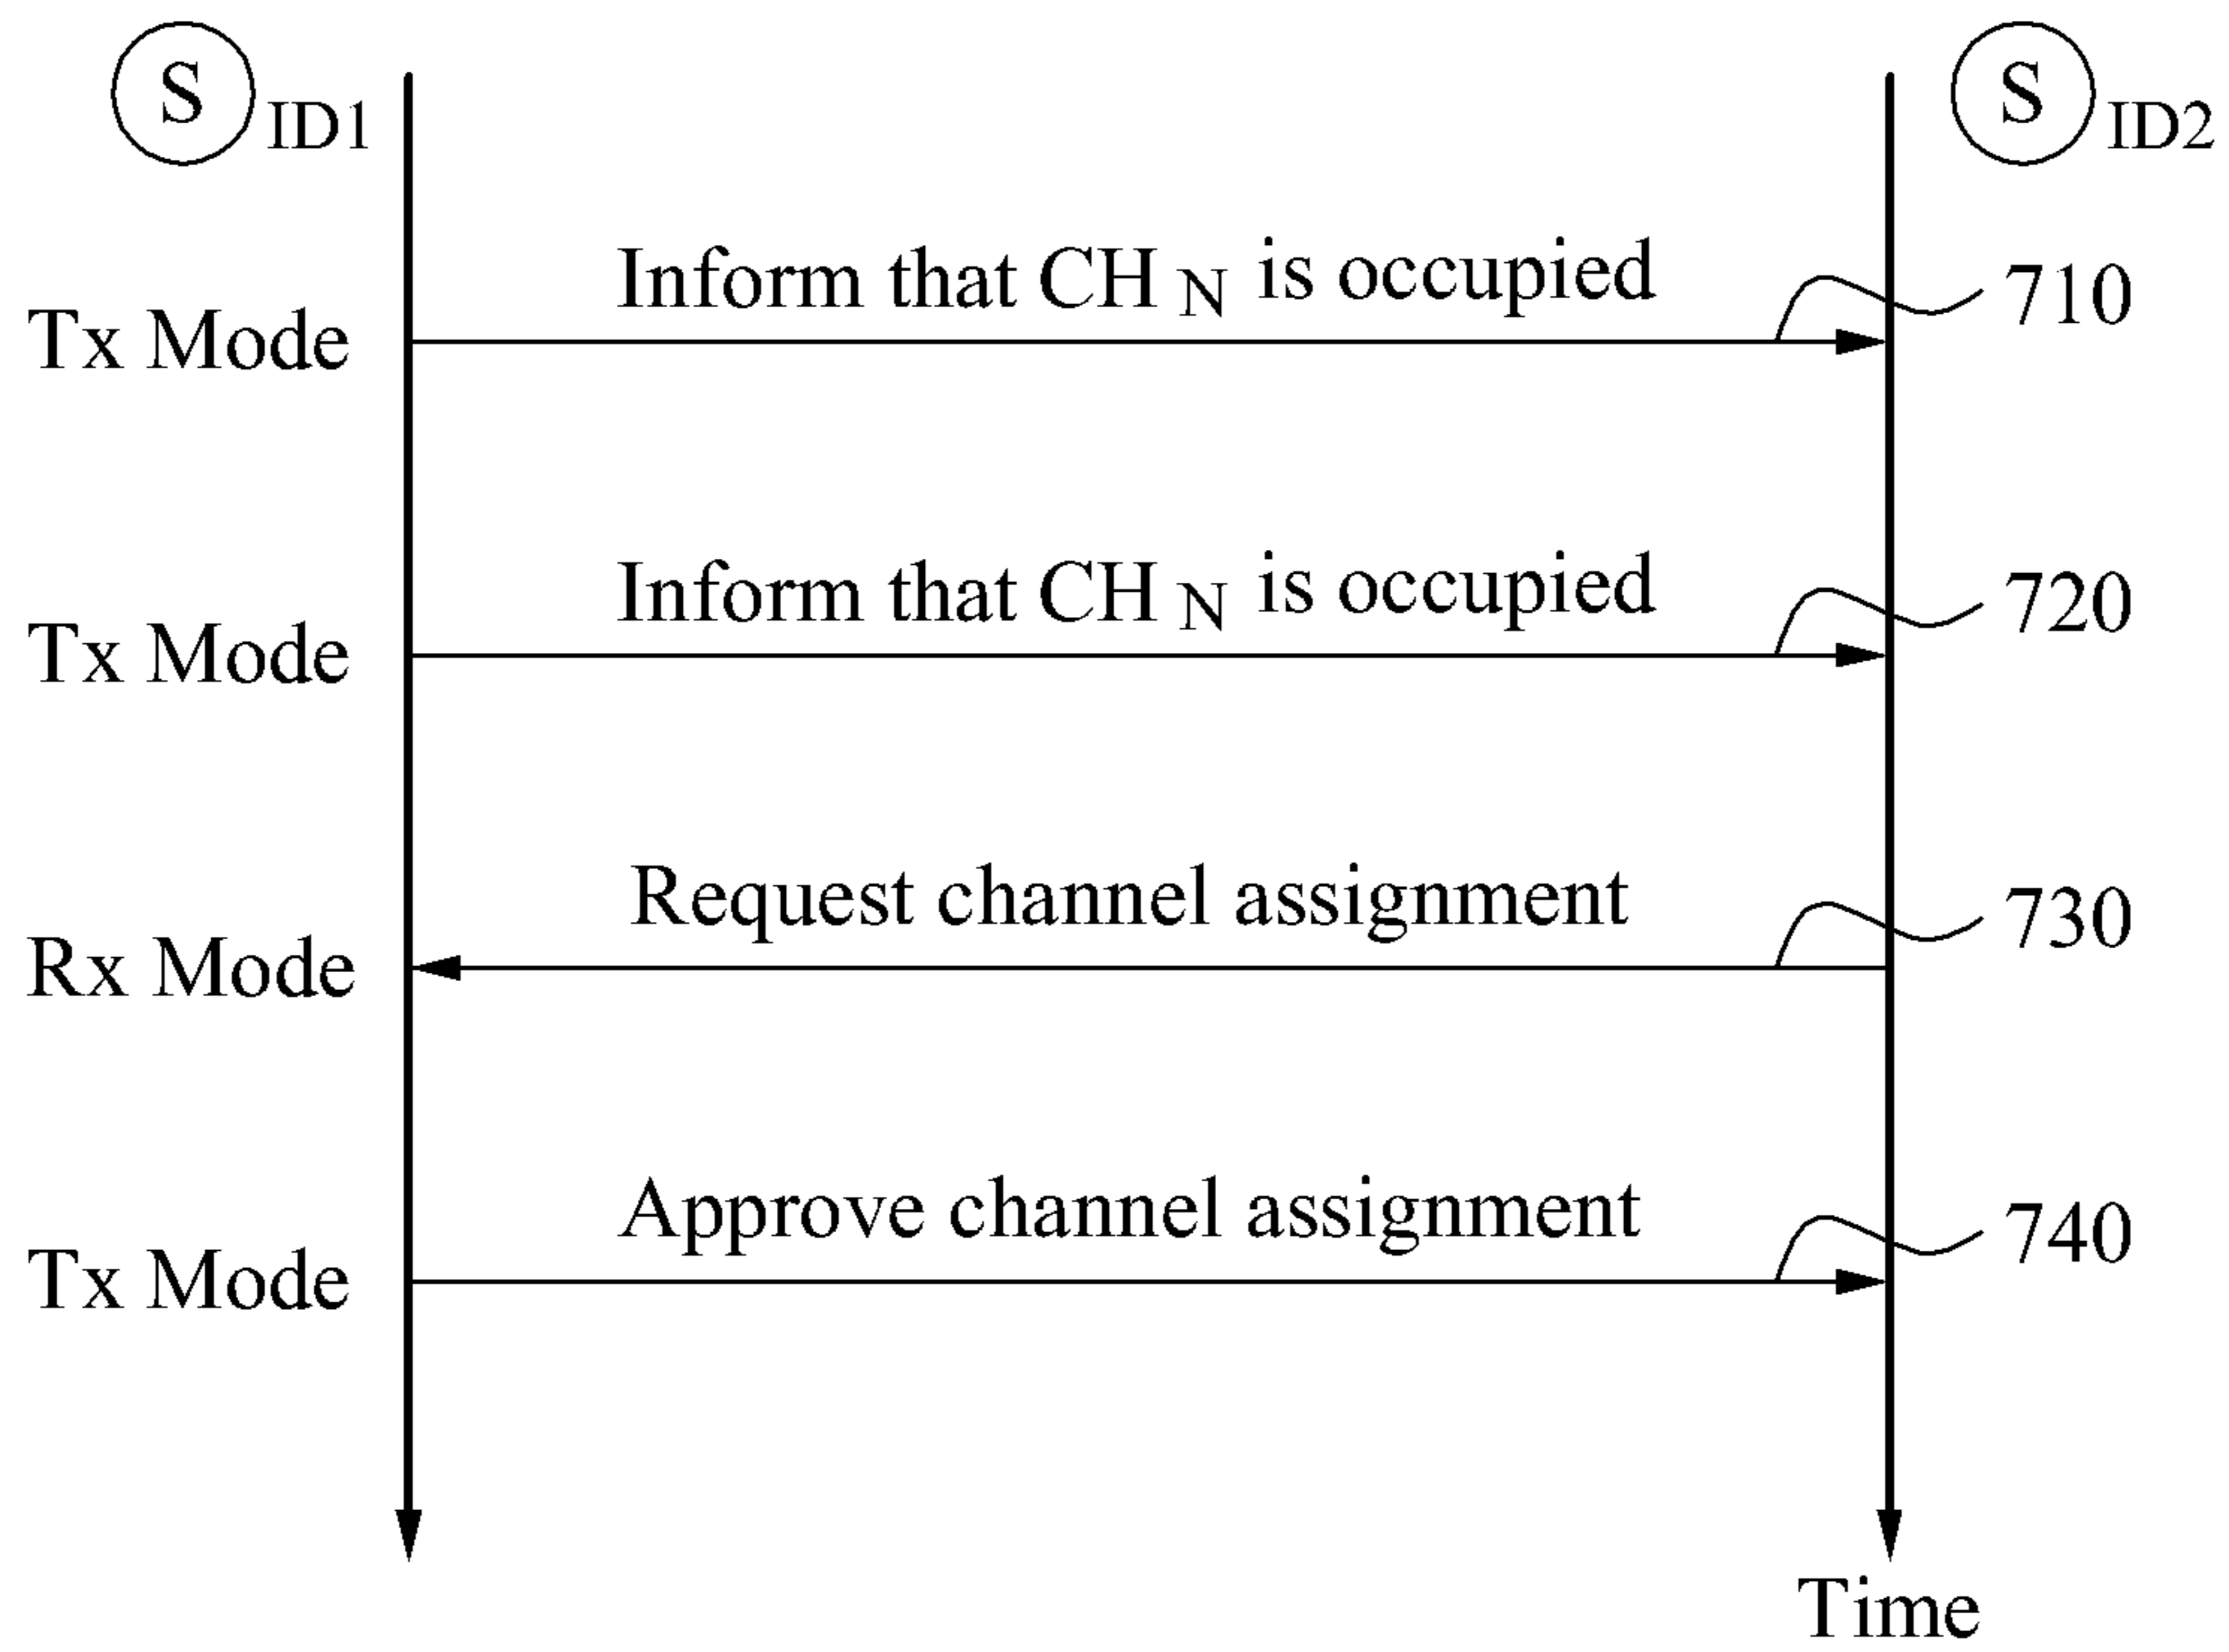 S ID1
S ID2
Inform that CH N is occupied
710
Tx Mode
Inform that CH N is occupied
720
Tx Mode
Request channel assignment
730
Rx Mode
Approve channel assignment
740
Tx Mode
Time